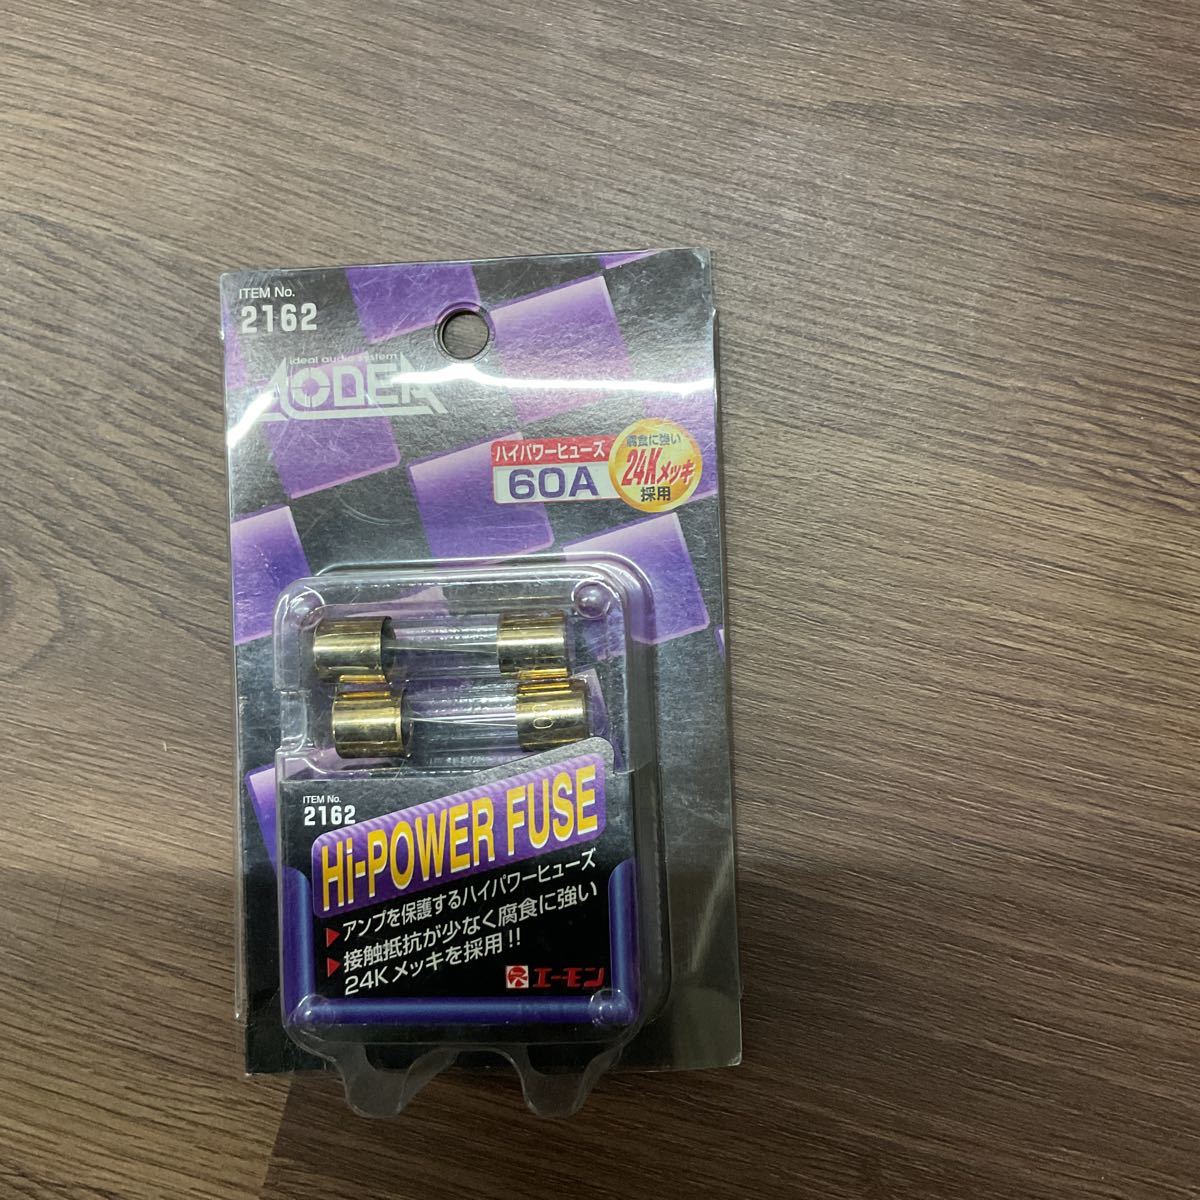 ITEM No.
2162
ideal audio system
AODEA
ハイパワーヒューズ
60A
腐食に強い
24Kメッキ
採用
ITEM No.
2162
Hi-POWER FUSE
アンプを保護するハイパワーヒューズ
接触抵抗が少なく腐食に強い
24Kメッキを採用!!
エーモン